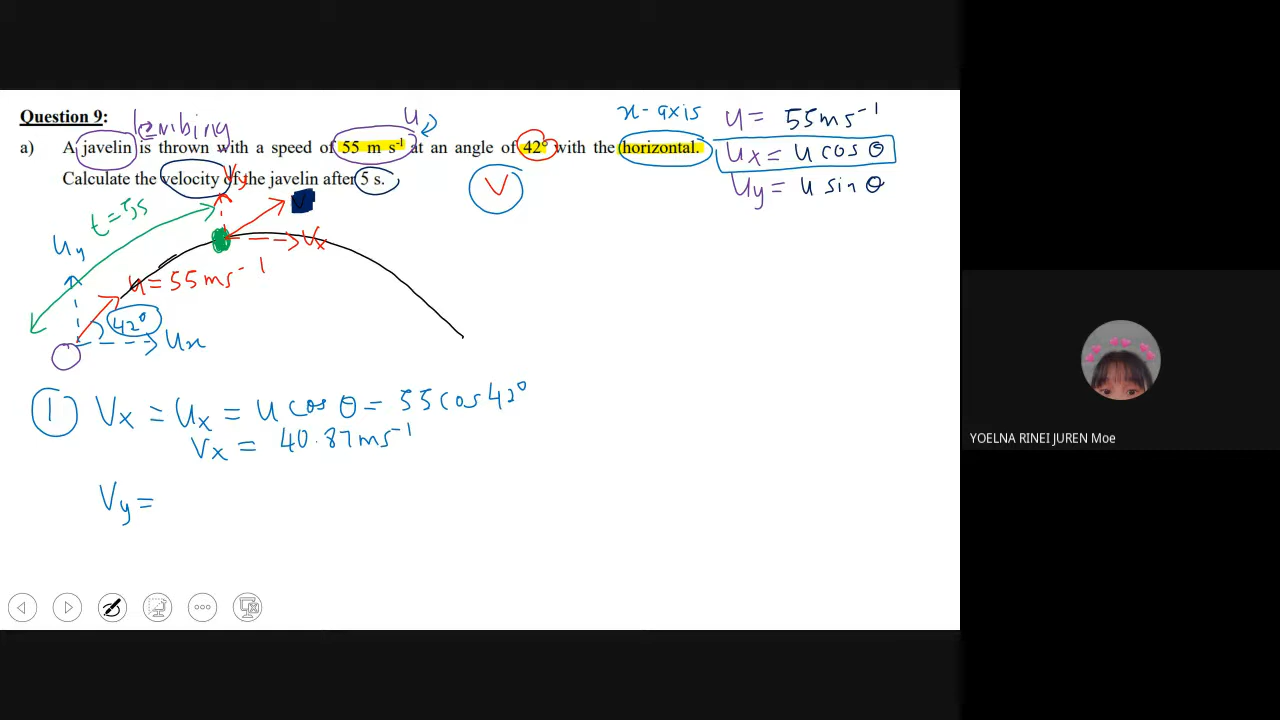 Question 9:
lembing
u
x-axis
u = 55ms⁻¹
a) A javelin is thrown with a speed of 55 m s⁻¹ at an angle of 42° with the horizontal.
ux = u cos θ
Calculate the velocity of the javelin after 5 s.
V
uy = u sin θ
Vy
V
t = 5s
Vx
uy
u = 55ms⁻¹
42°
ux
1 Vx = ux = u cos θ = 55 cos 42°
Vx = 40.87ms⁻¹
Vy =
YOELNA RINEI JUREN Moe